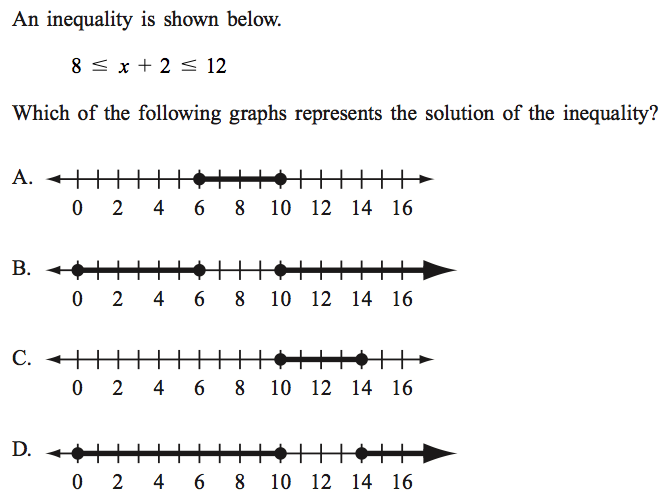 An inequality is shown below.
8 ≤ x + 2 ≤ 12
Which of the following graphs represents the solution of the inequality?
A.
0 2 4 6 8 10 12 14 16
B.
0 2 4 6 8 10 12 14 16
C.
0 2 4 6 8 10 12 14 16
D.
0 2 4 6 8 10 12 14 16